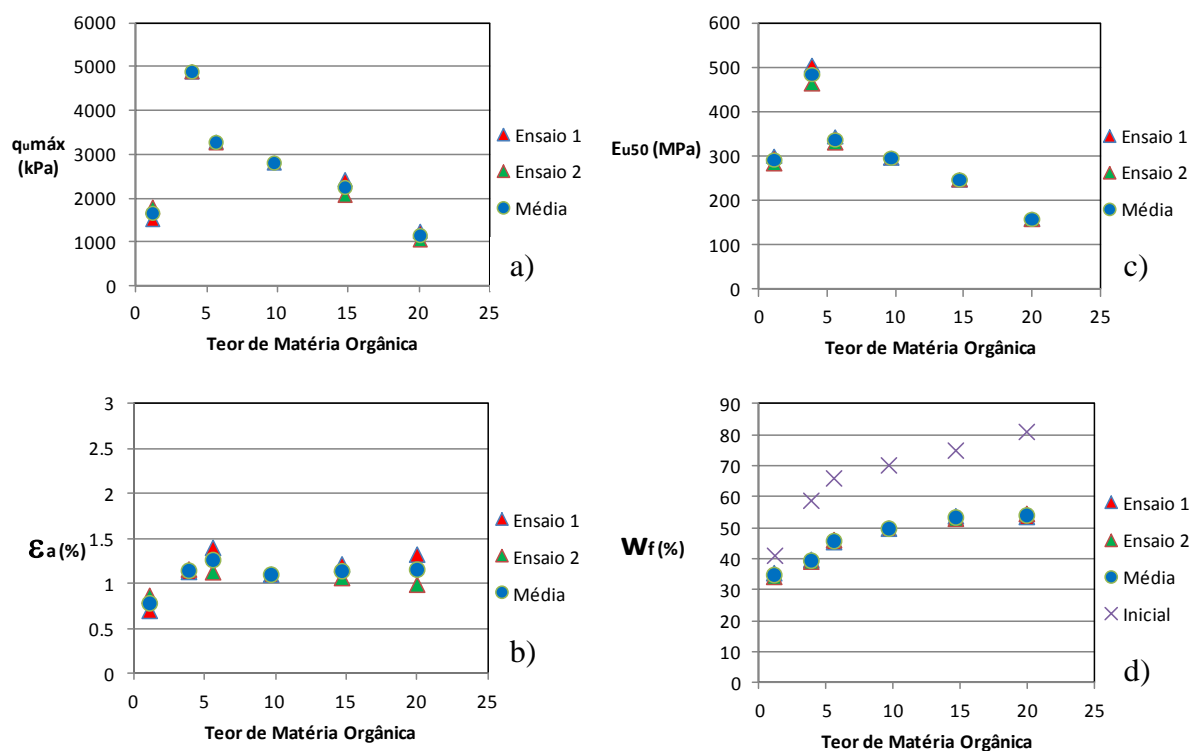 6000
5000
4000
3000
2000
1000
0
qumáx
(kPa)
0 5 10 15 20 25
Teor de Matéria Orgânica
Ensaio 1
Ensaio 2
Média
a)
600
500
400
300
200
100
0
Eu50 (MPa)
0 5 10 15 20 25
Teor de Matéria Orgânica
Ensaio 1
Ensaio 2
Média
c)
3
2.5
2
1.5
1
0.5
0
εa (%)
0 5 10 15 20 25
Teor de Matéria Orgânica
Ensaio 1
Ensaio 2
Média
b)
90
80
70
60
50
40
30
20
10
0
Wf (%)
0 5 10 15 20 25
Teor de Matéria Orgânica
Ensaio 1
Ensaio 2
Média
Inicial
d)